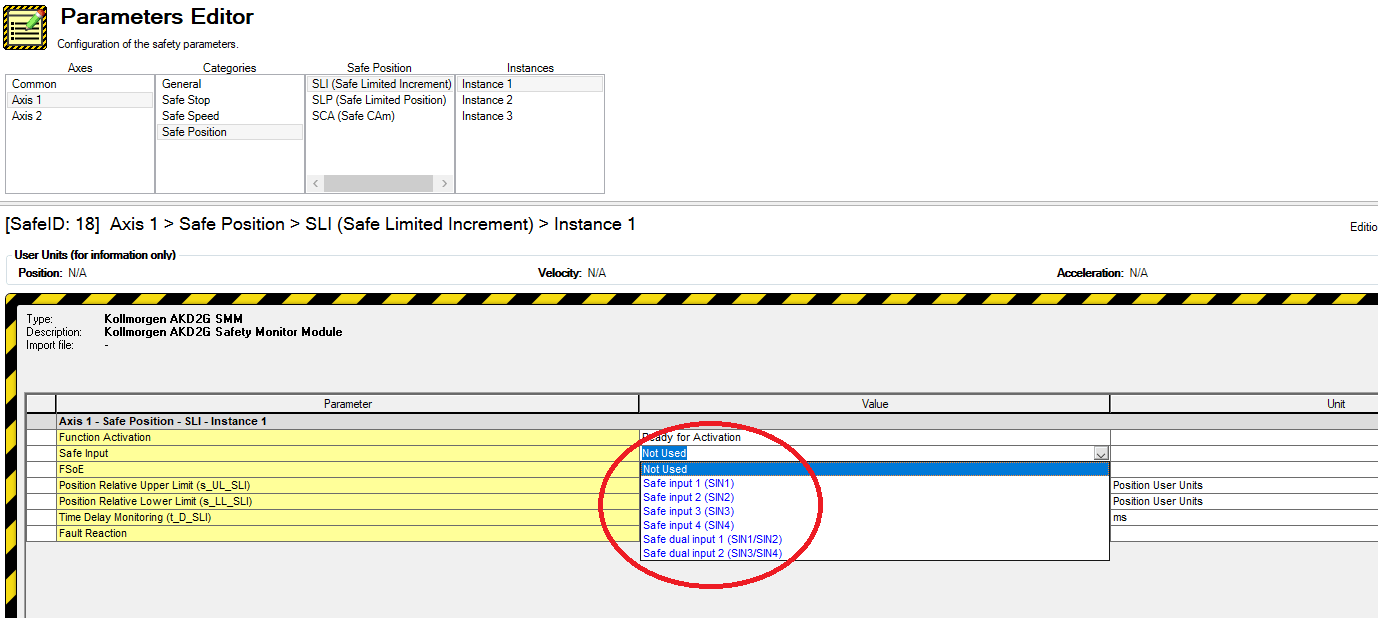 Parameters Editor
Configuration of the safety parameters.
Axes Categories Safe Position Instances
Common General SLI (Safe Limited Increment) Instance 1
Axis 1 Safe Stop SLP (Safe Limited Position) Instance 2
Axis 2 Safe Speed SCA (Safe CAm) Instance 3
Safe Position
[SafeID: 18] Axis 1 > Safe Position > SLI (Safe Limited Increment) > Instance 1
Editio
User Units (for information only)
Position: N/A Velocity: N/A Acceleration: N/A
Type: Kollmorgen AKD2G SMM
Description: Kollmorgen AKD2G Safety Monitor Module
Import file: -
Parameter Value Unit
Axis 1 - Safe Position - SLI - Instance 1
Function Activation Ready for Activation
Safe Input Not Used
FSoE Not Used
Safe input 1 (SIN1)
Position Relative Upper Limit (s_UL_SLI) Position User Units
Safe input 2 (SIN2)
Position Relative Lower Limit (s_LL_SLI) Position User Units
Safe input 3 (SIN3)
Time Delay Monitoring (t_D_SLI) ms
Safe input 4 (SIN4)
Fault Reaction
Safe dual input 1 (SIN1/SIN2)
Safe dual input 2 (SIN3/SIN4)